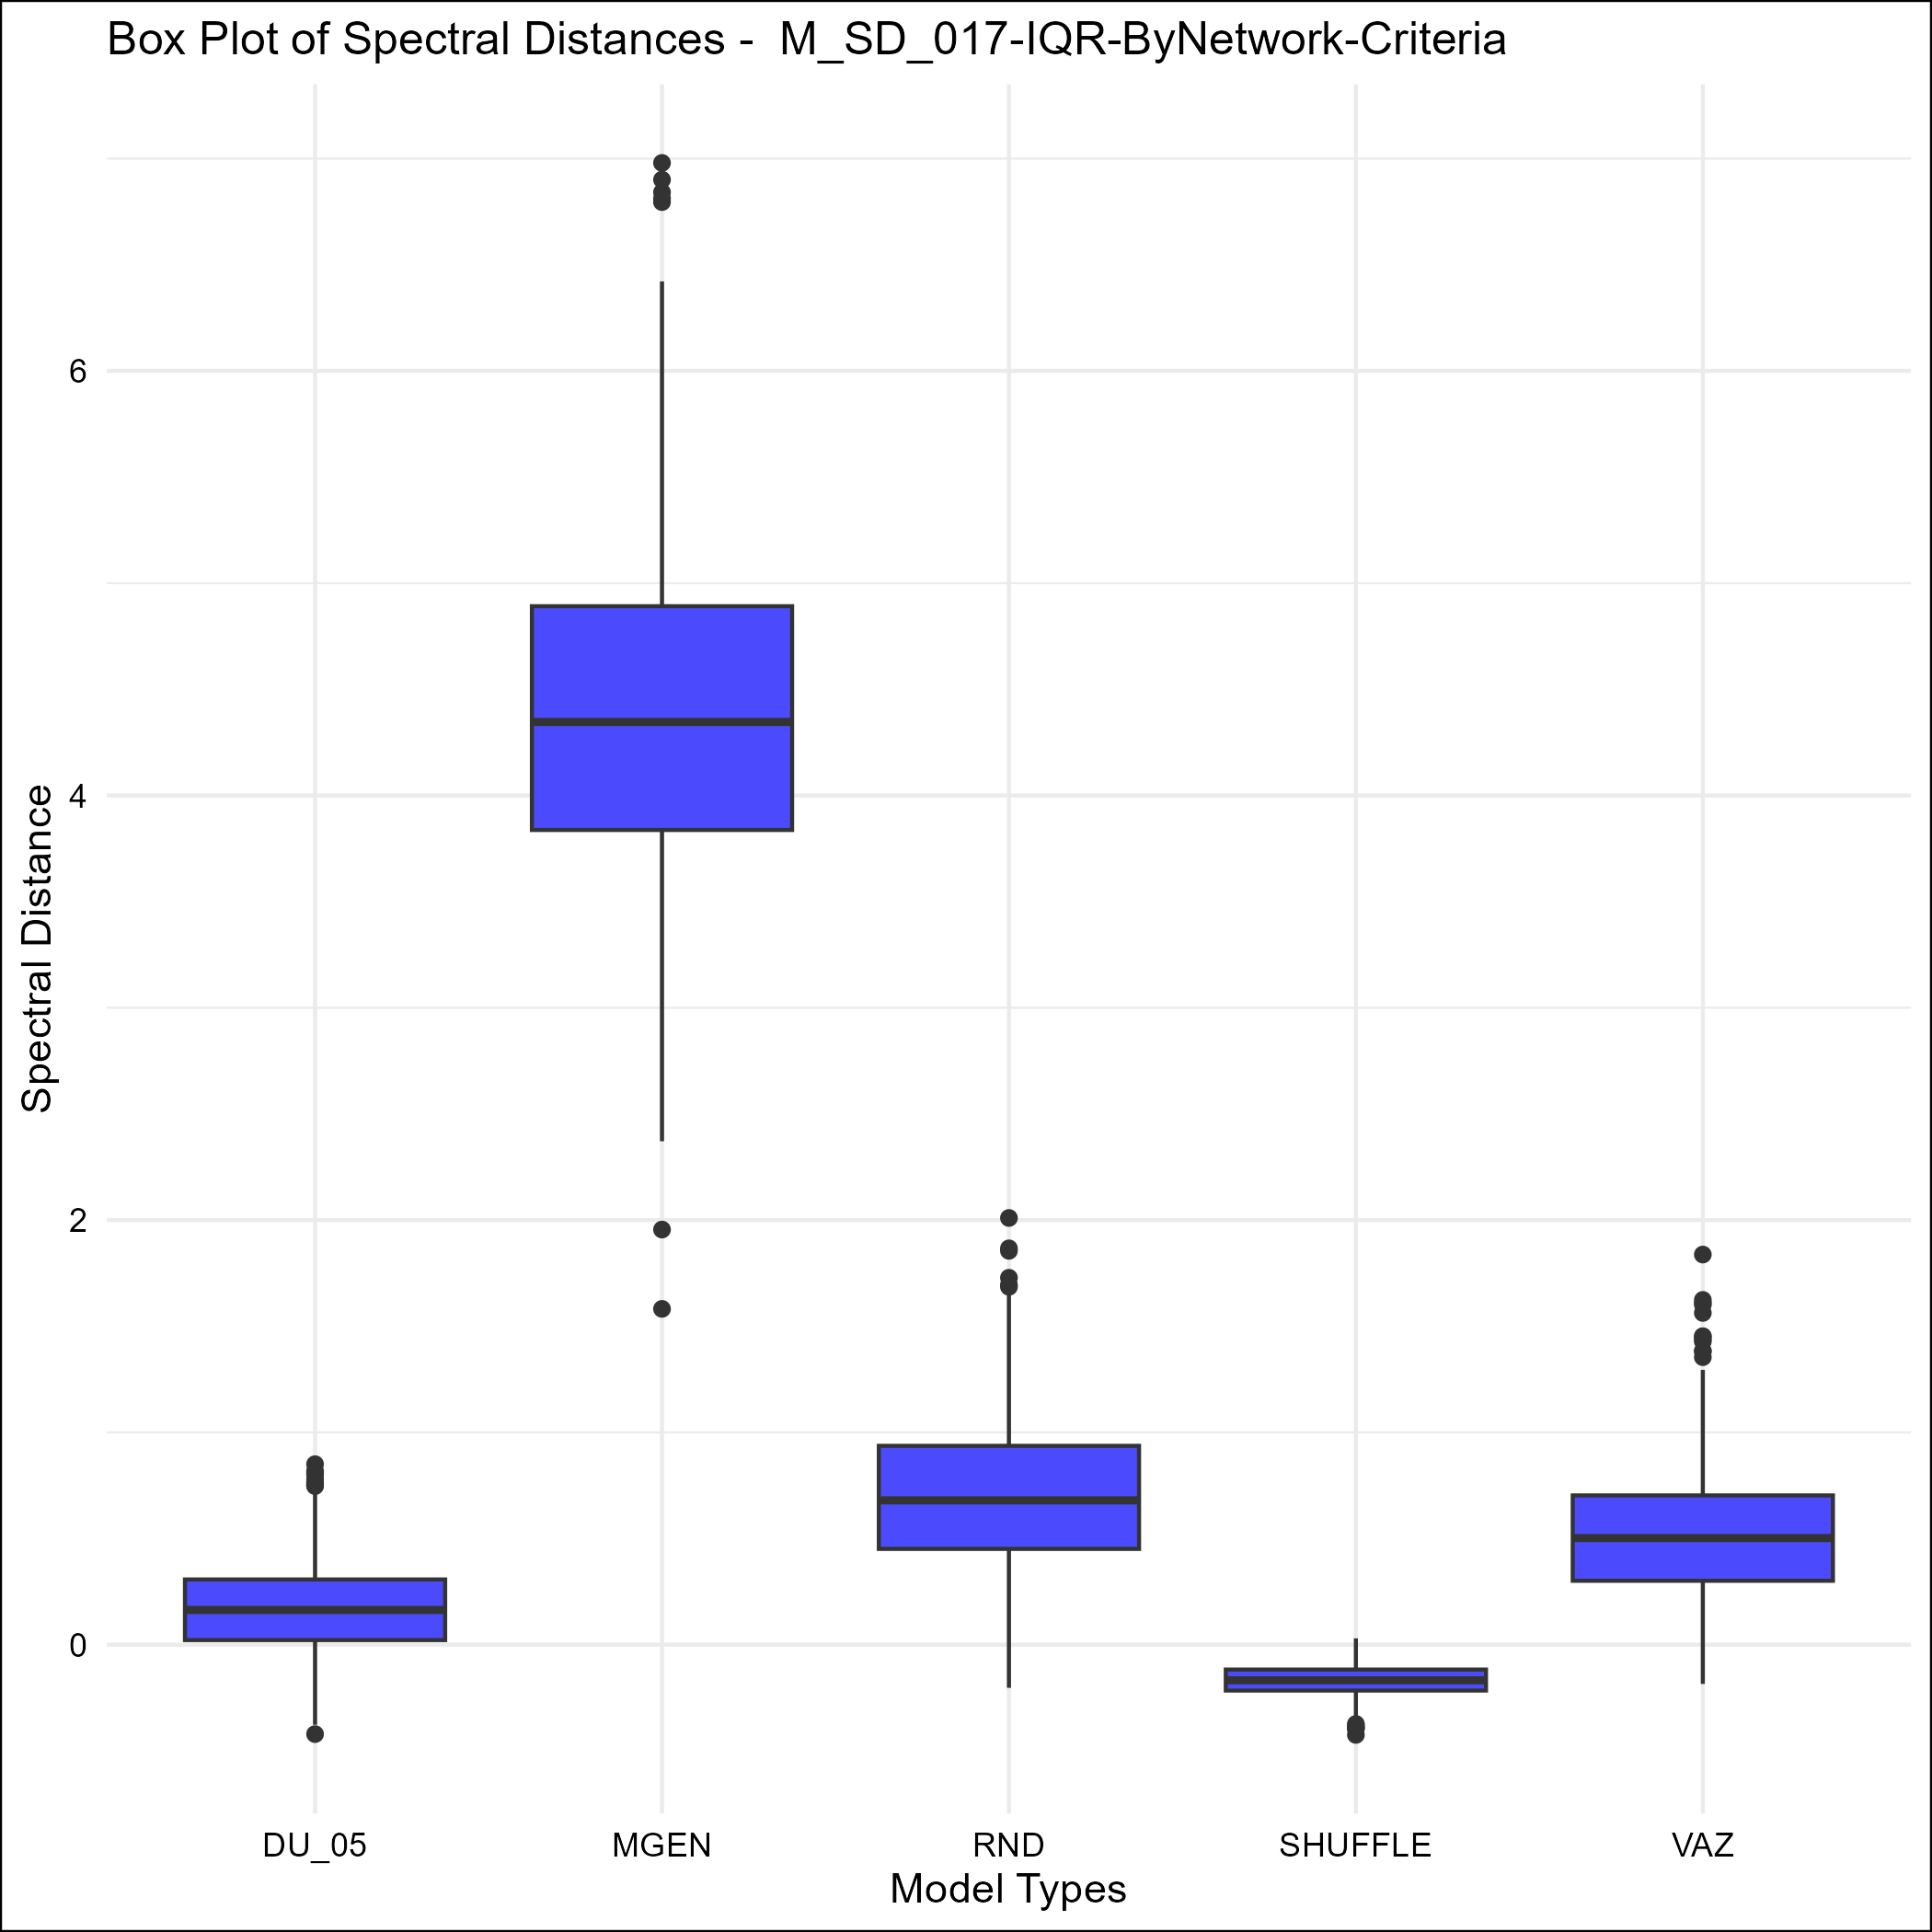 Box Plot of Spectral Distances -  M_SD_017-IQR-ByNetwork-Criteria
Spectral Distance
6
4
2
0
DU_05 MGEN RND SHUFFLE VAZ
Model Types